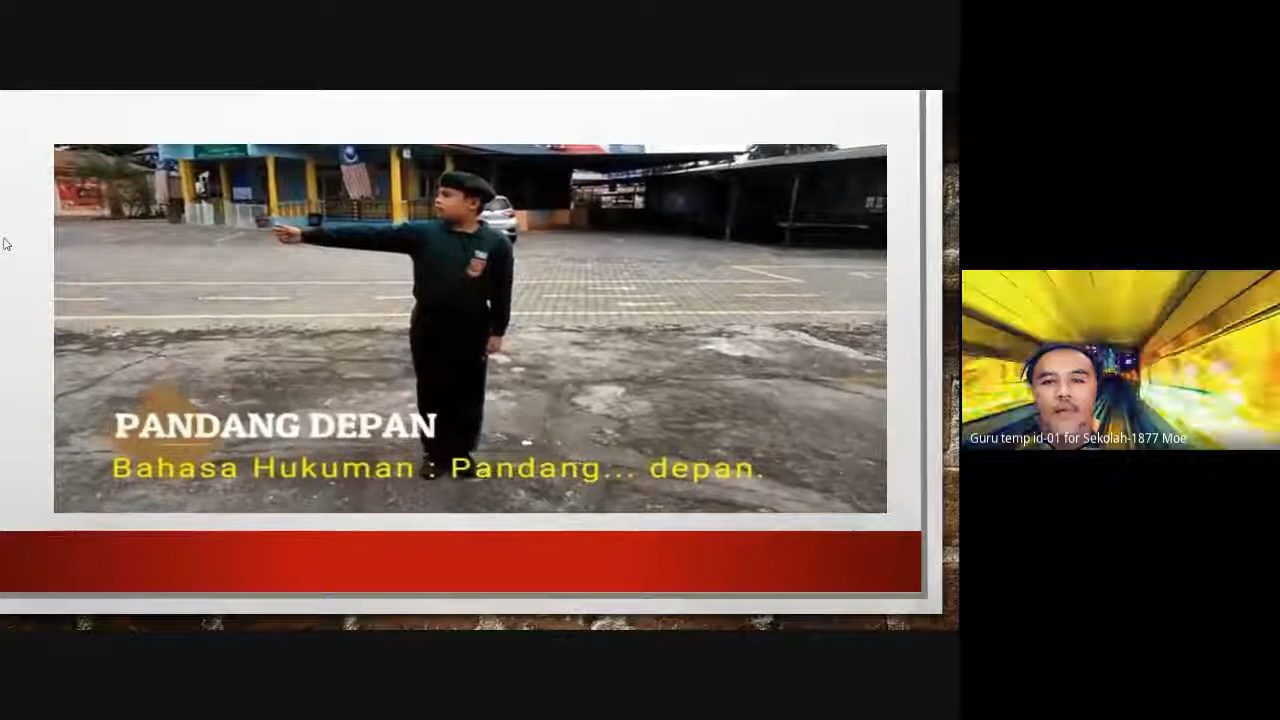 PANDANG DEPAN
Bahasa Hukuman : Pandang... depan.
Guru temp id-01 for Sekolah-1877 Moe